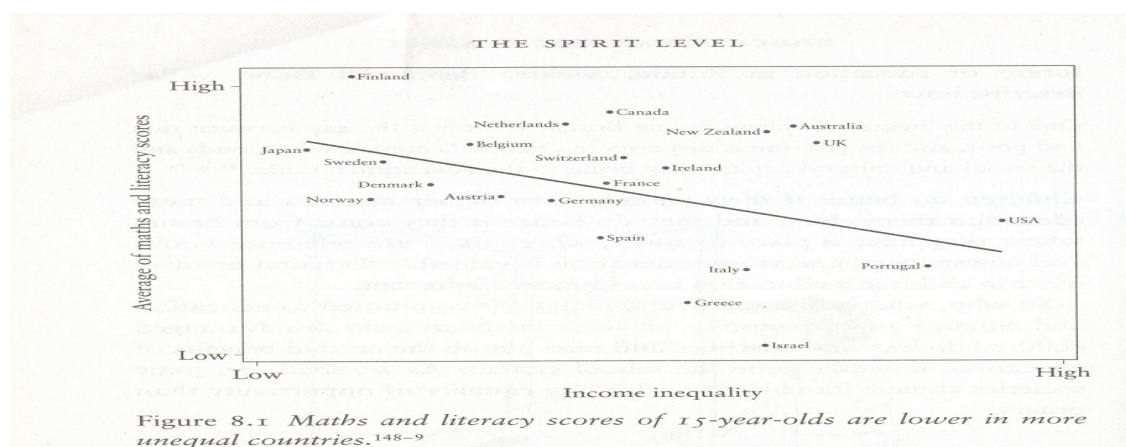 THE SPIRIT LEVEL
High
Finland
Canada
Netherlands
New Zealand
Australia
Belgium
UK
Japan
Switzerland
Sweden
Ireland
Denmark
France
Norway
Austria
Germany
USA
Spain
Italy
Portugal
Greece
Israel
Average of maths and literacy scores
Low
Low
High
Income inequality
Figure 8.1 Maths and literacy scores of 15-year-olds are lower in more
unequal countries.148-9